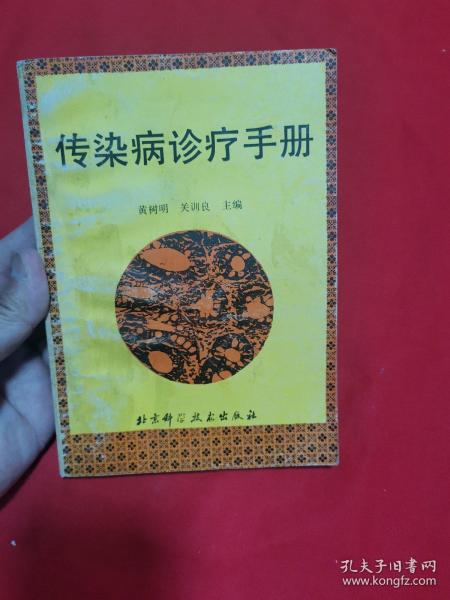 传染病诊疗手册
黄树明 关训良 主编
北京科学技术出版社
孔夫子旧书网
www.kongfz.com